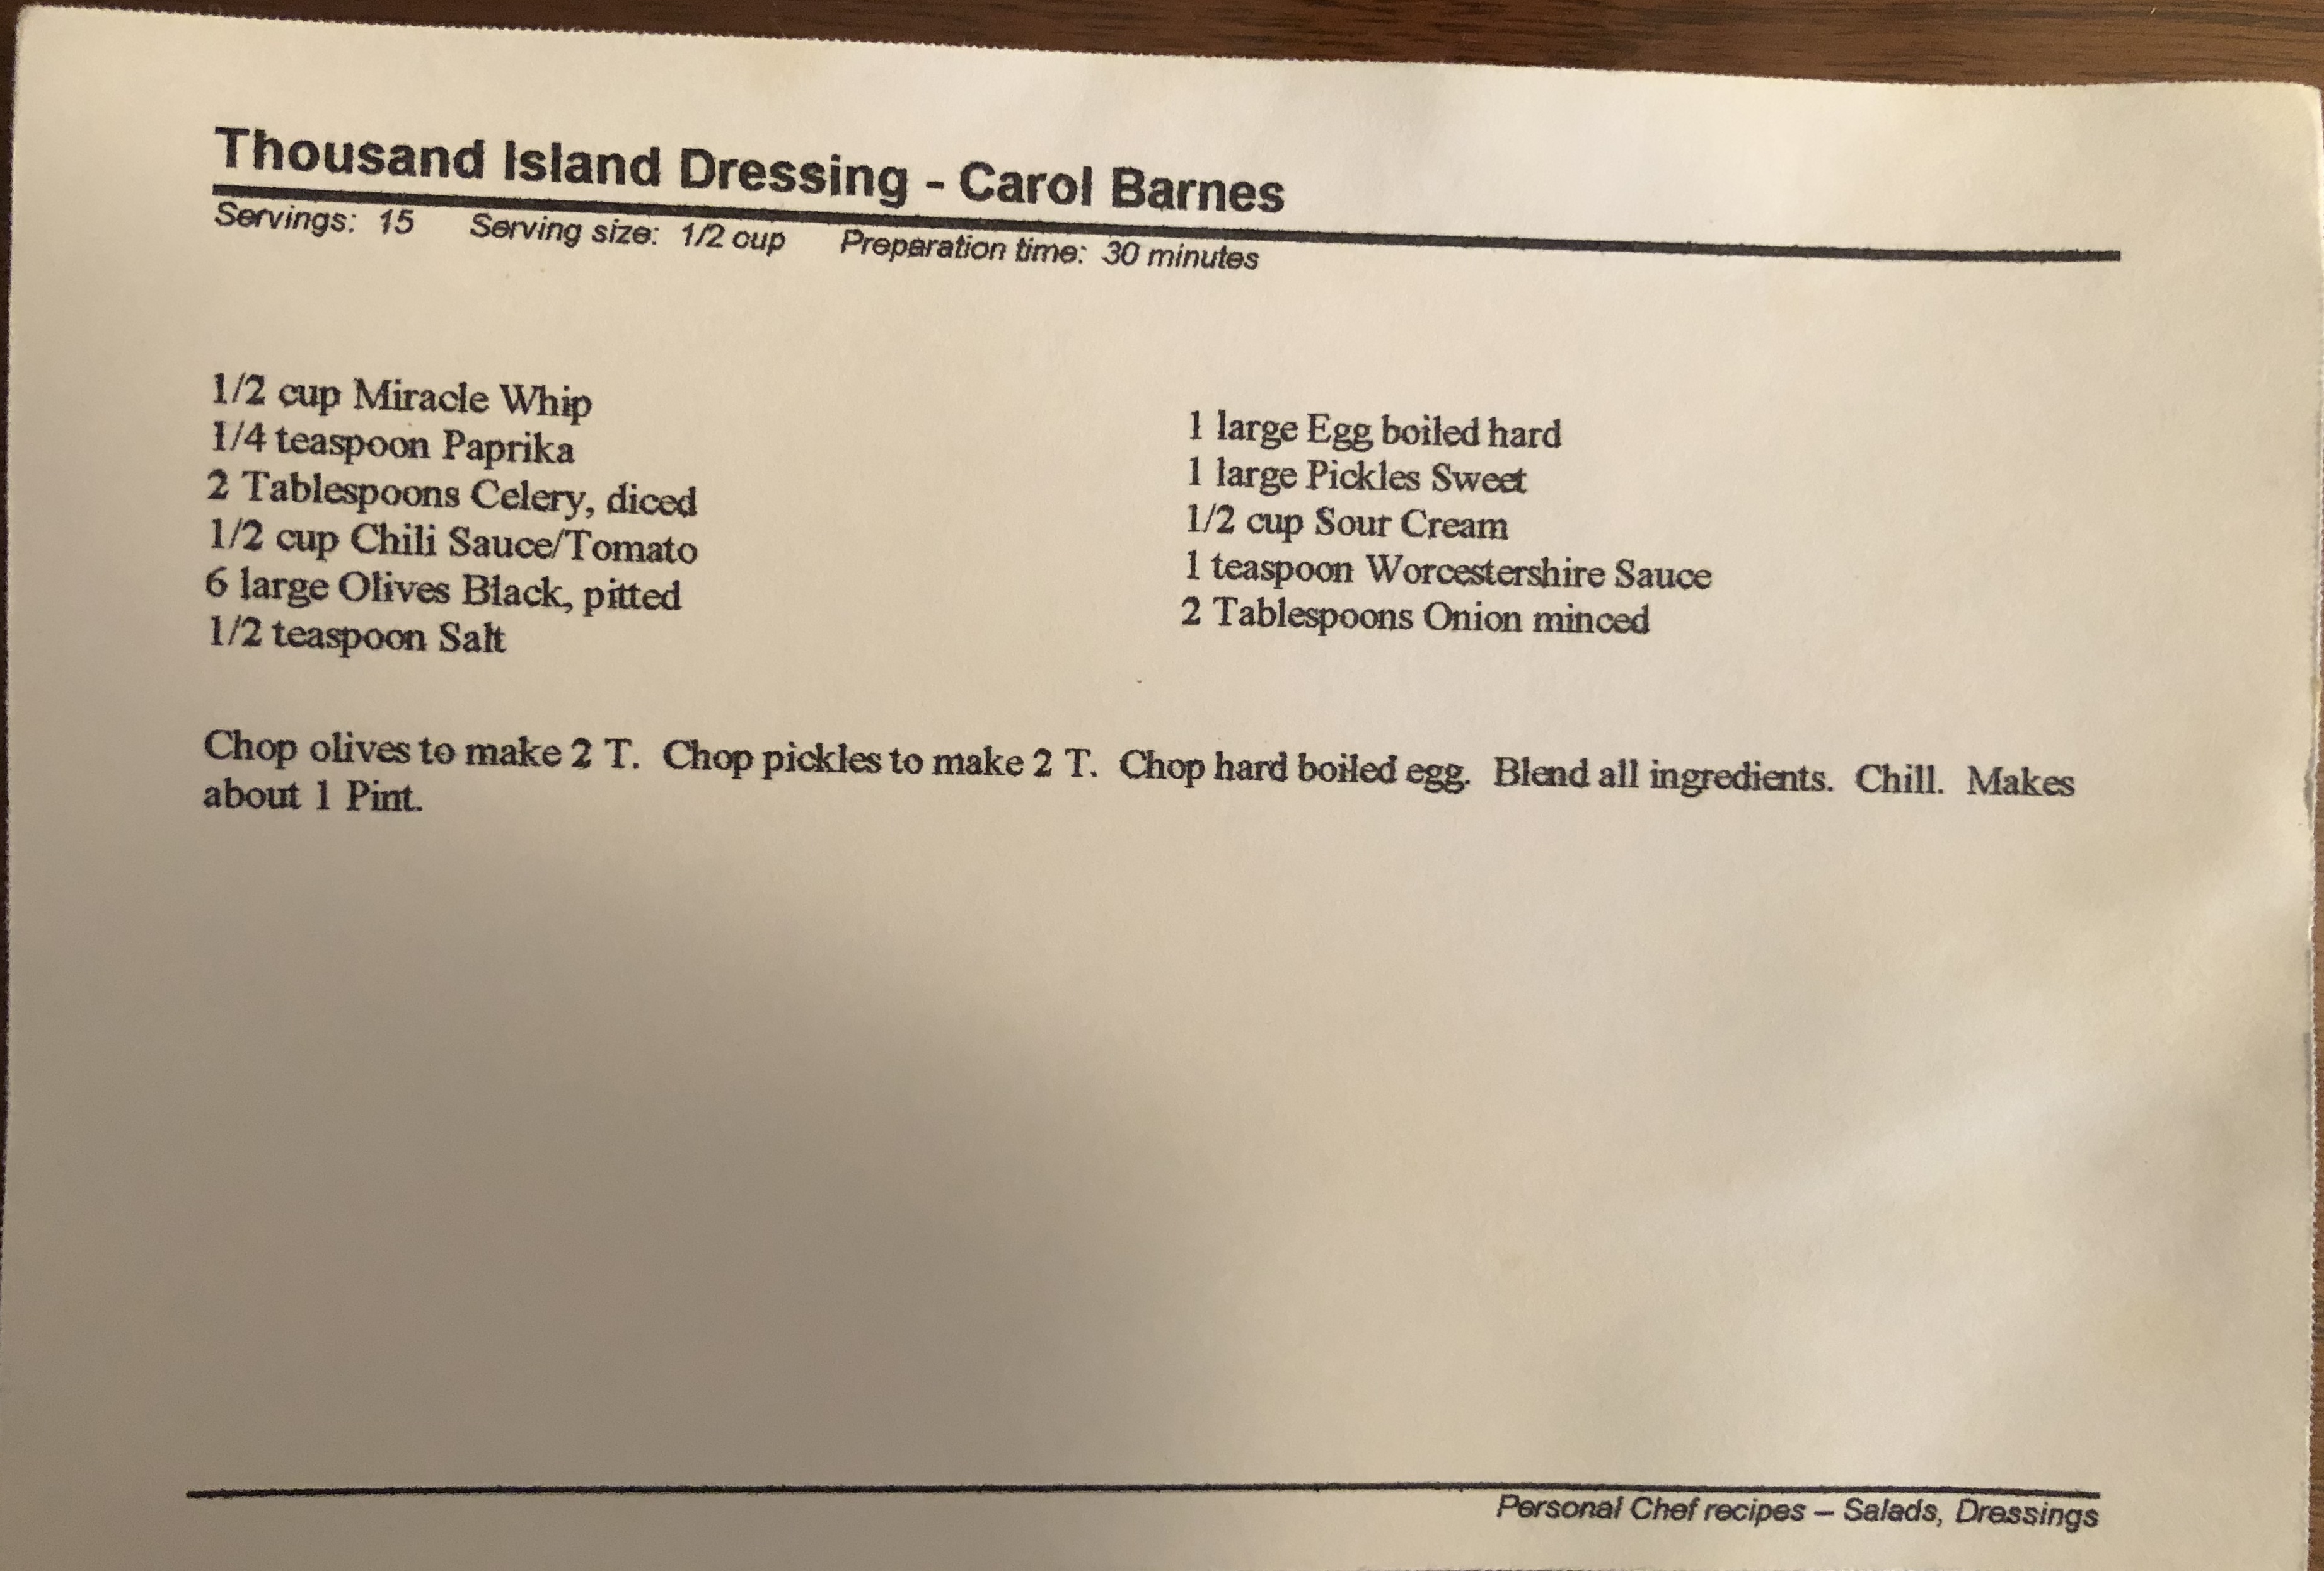 Thousand Island Dressing - Carol Barnes
Servings: 15 Serving size: 1/2 cup Preparation time: 30 minutes
1/2 cup Miracle Whip
1/4 teaspoon Paprika
2 Tablespoons Celery, diced
1/2 cup Chili Sauce/Tomato
6 large Olives Black, pitted
1/2 teaspoon Salt
1 large Egg boiled hard
1 large Pickles Sweet
1/2 cup Sour Cream
1 teaspoon Worcestershire Sauce
2 Tablespoons Onion minced
Chop olives to make 2 T. Chop pickles to make 2 T. Chop hard boiled egg. Blend all ingredients. Chill. Makes
about 1 Pint.
Personal Chef recipes – Salads, Dressings